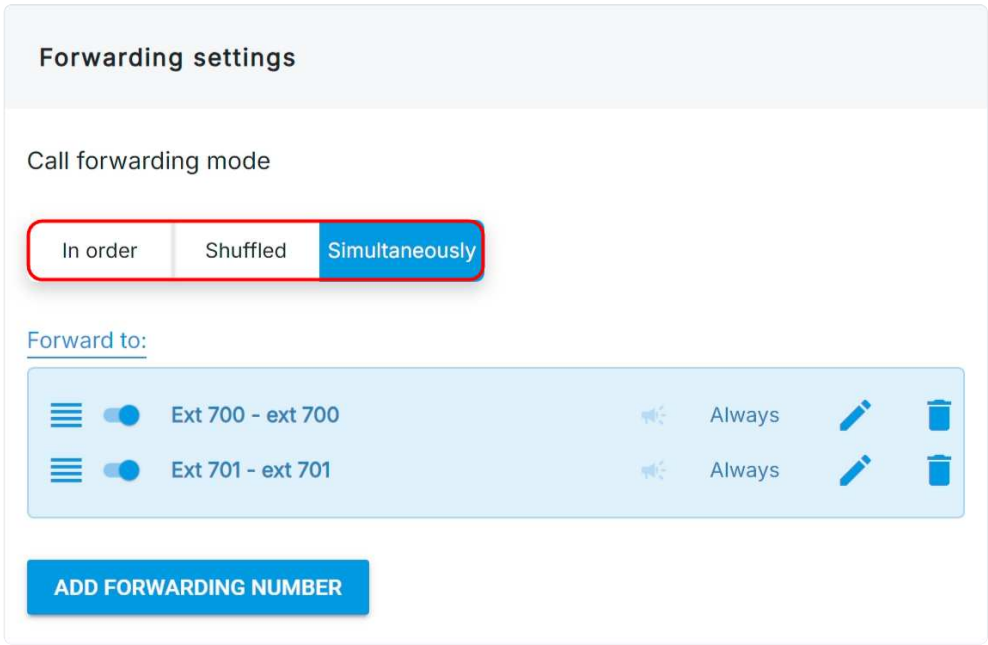 Forwarding settings
Call forwarding mode
In order Shuffled Simultaneously
Forward to:
Ext 700 - ext 700 Always
Ext 701 - ext 701 Always
ADD FORWARDING NUMBER